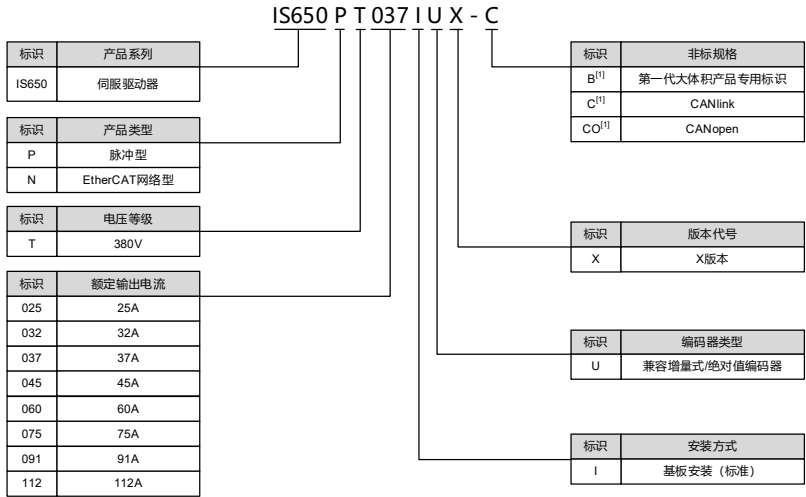 IS650 P T 037 I U X - C
标识 产品系列
IS650 伺服驱动器
标识 产品类型
P 脉冲型
N EtherCAT网络型
标识 电压等级
T 380V
标识 额定输出电流
025 25A
032 32A
037 37A
045 45A
060 60A
075 75A
091 91A
112 112A
标识 非标规格
B[1] 第一代大体积产品专用标识
C[1] CANlink
CO[1] CANopen
标识 版本代号
X X版本
标识 编码器类型
U 兼容增量式/绝对值编码器
标识 安装方式
I 基板安装（标准）